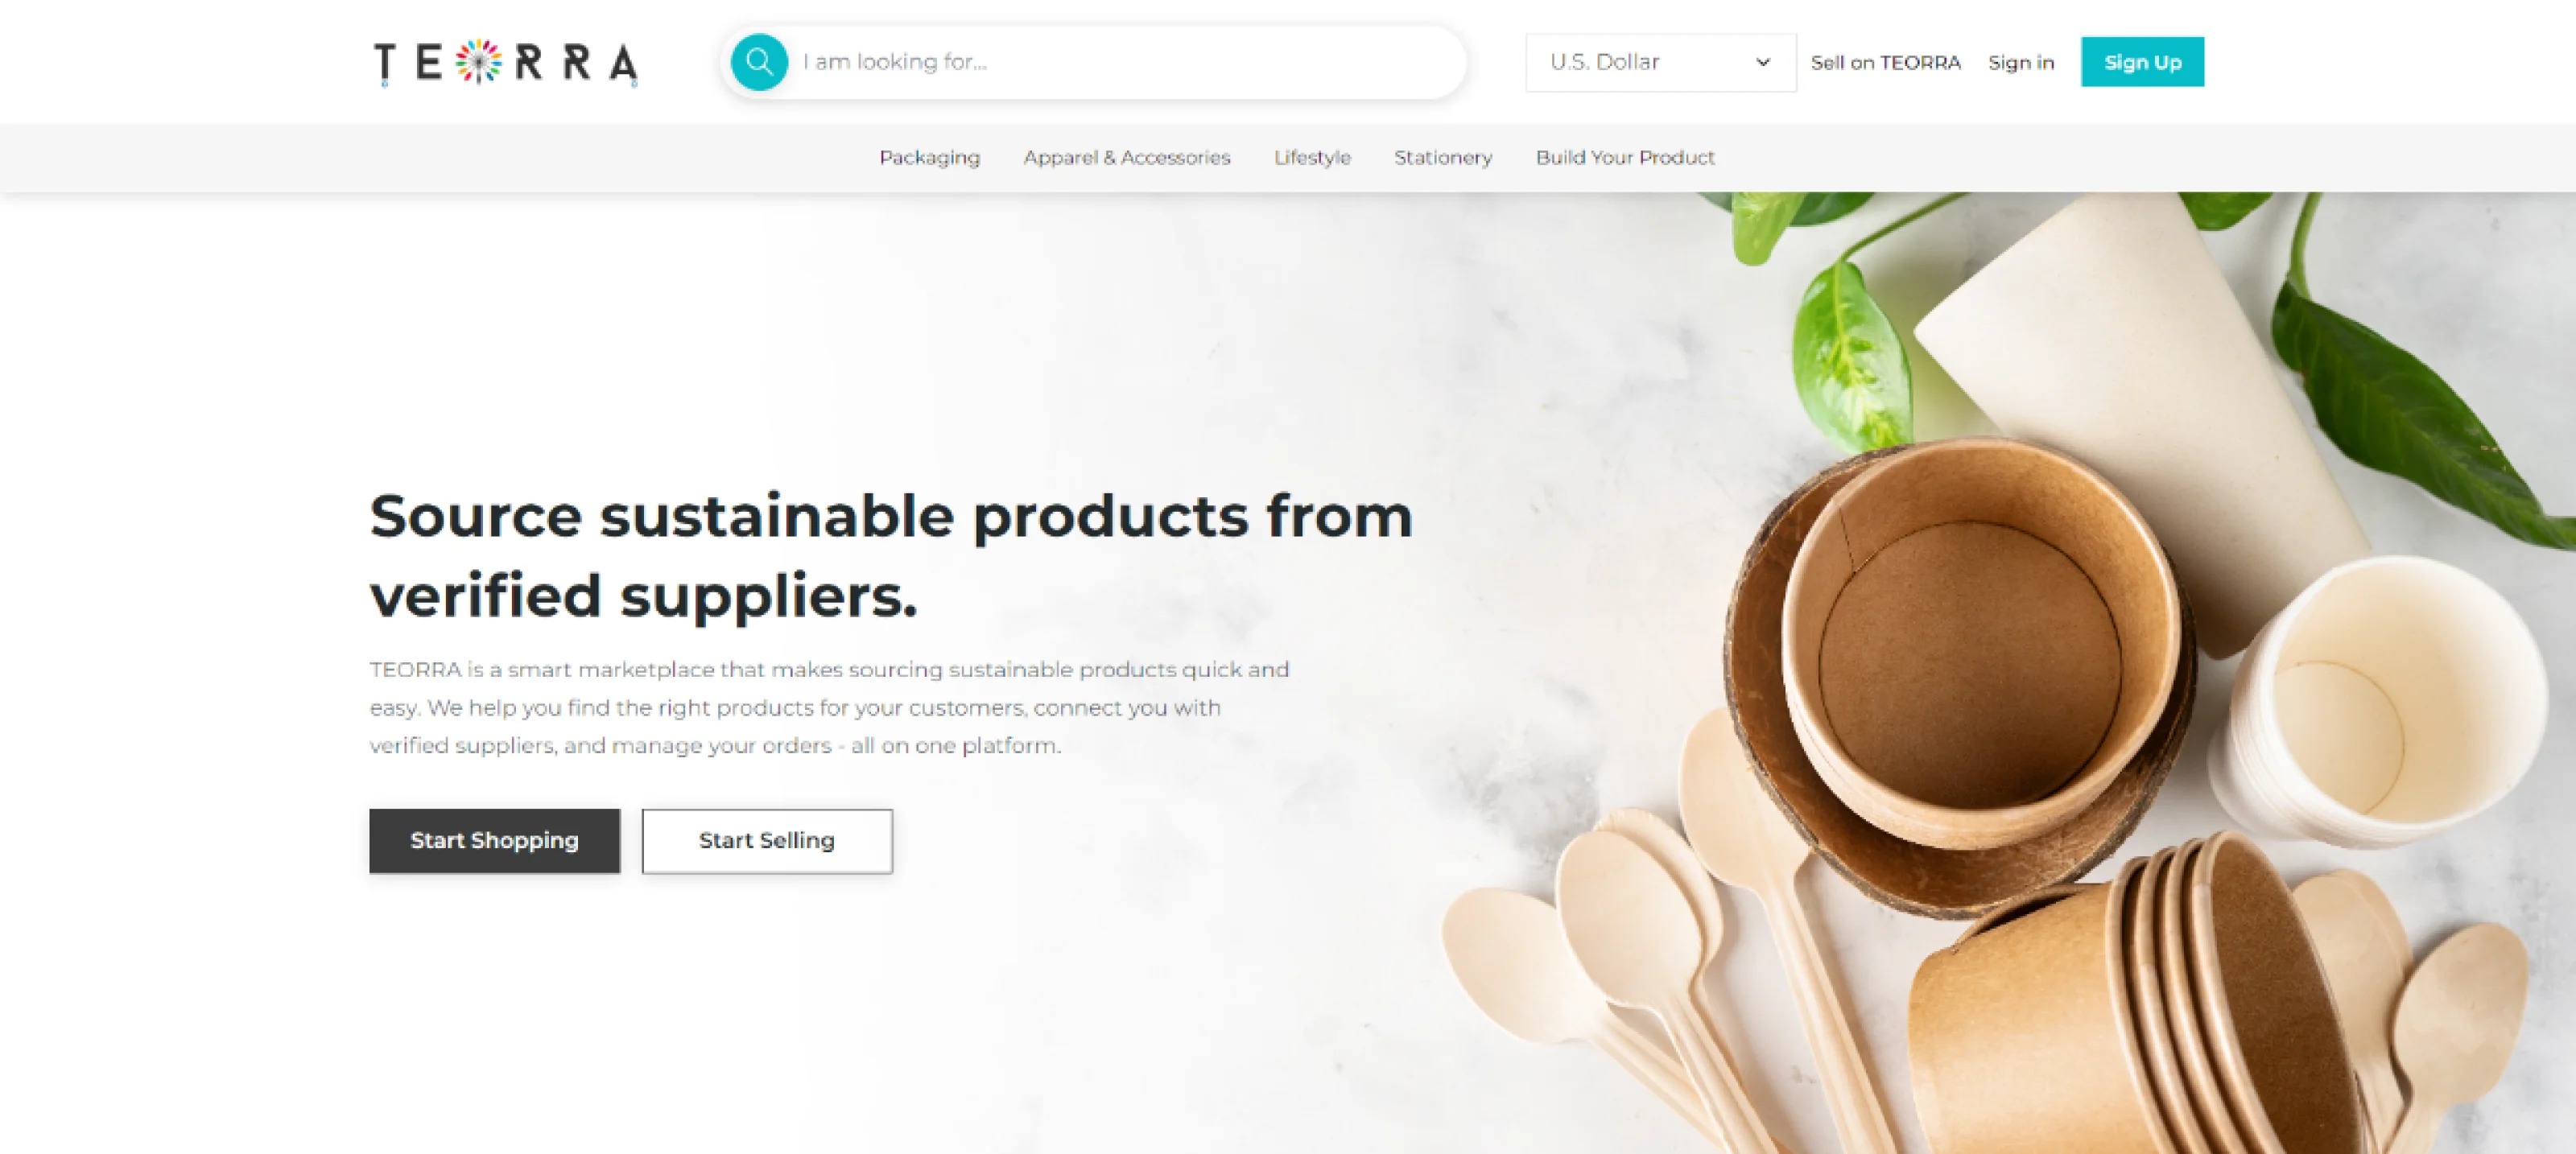 TEORRA
I am looking for...
U.S. Dollar
Sell on TEORRA
Sign in
Sign Up
Packaging
Apparel & Accessories
Lifestyle
Stationery
Build Your Product
Source sustainable products from
verified suppliers.
TEORRA is a smart marketplace that makes sourcing sustainable products quick and
easy. We help you find the right products for your customers, connect you with
verified suppliers, and manage your orders - all on one platform.
Start Shopping
Start Selling